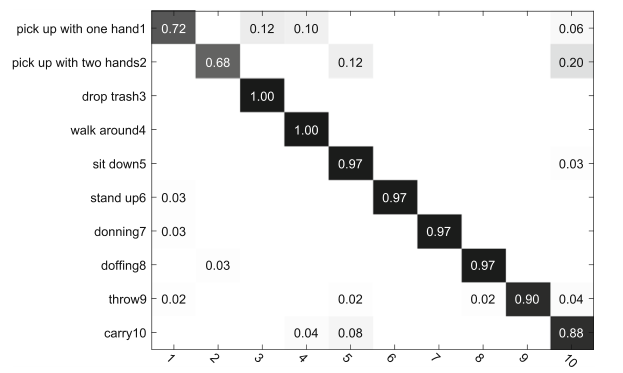 pick up with one hand1 0.72 0.12 0.10 0.06
pick up with two hands2 0.68 0.12 0.20
drop trash3 1.00
walk around4 1.00
sit down5 0.97 0.03
stand up6 0.03 0.97
donning7 0.03 0.97
doffing8 0.03 0.97
throw9 0.02 0.02 0.02 0.90 0.04
carry10 0.04 0.08 0.88
1 2 3 4 5 6 7 8 9 10